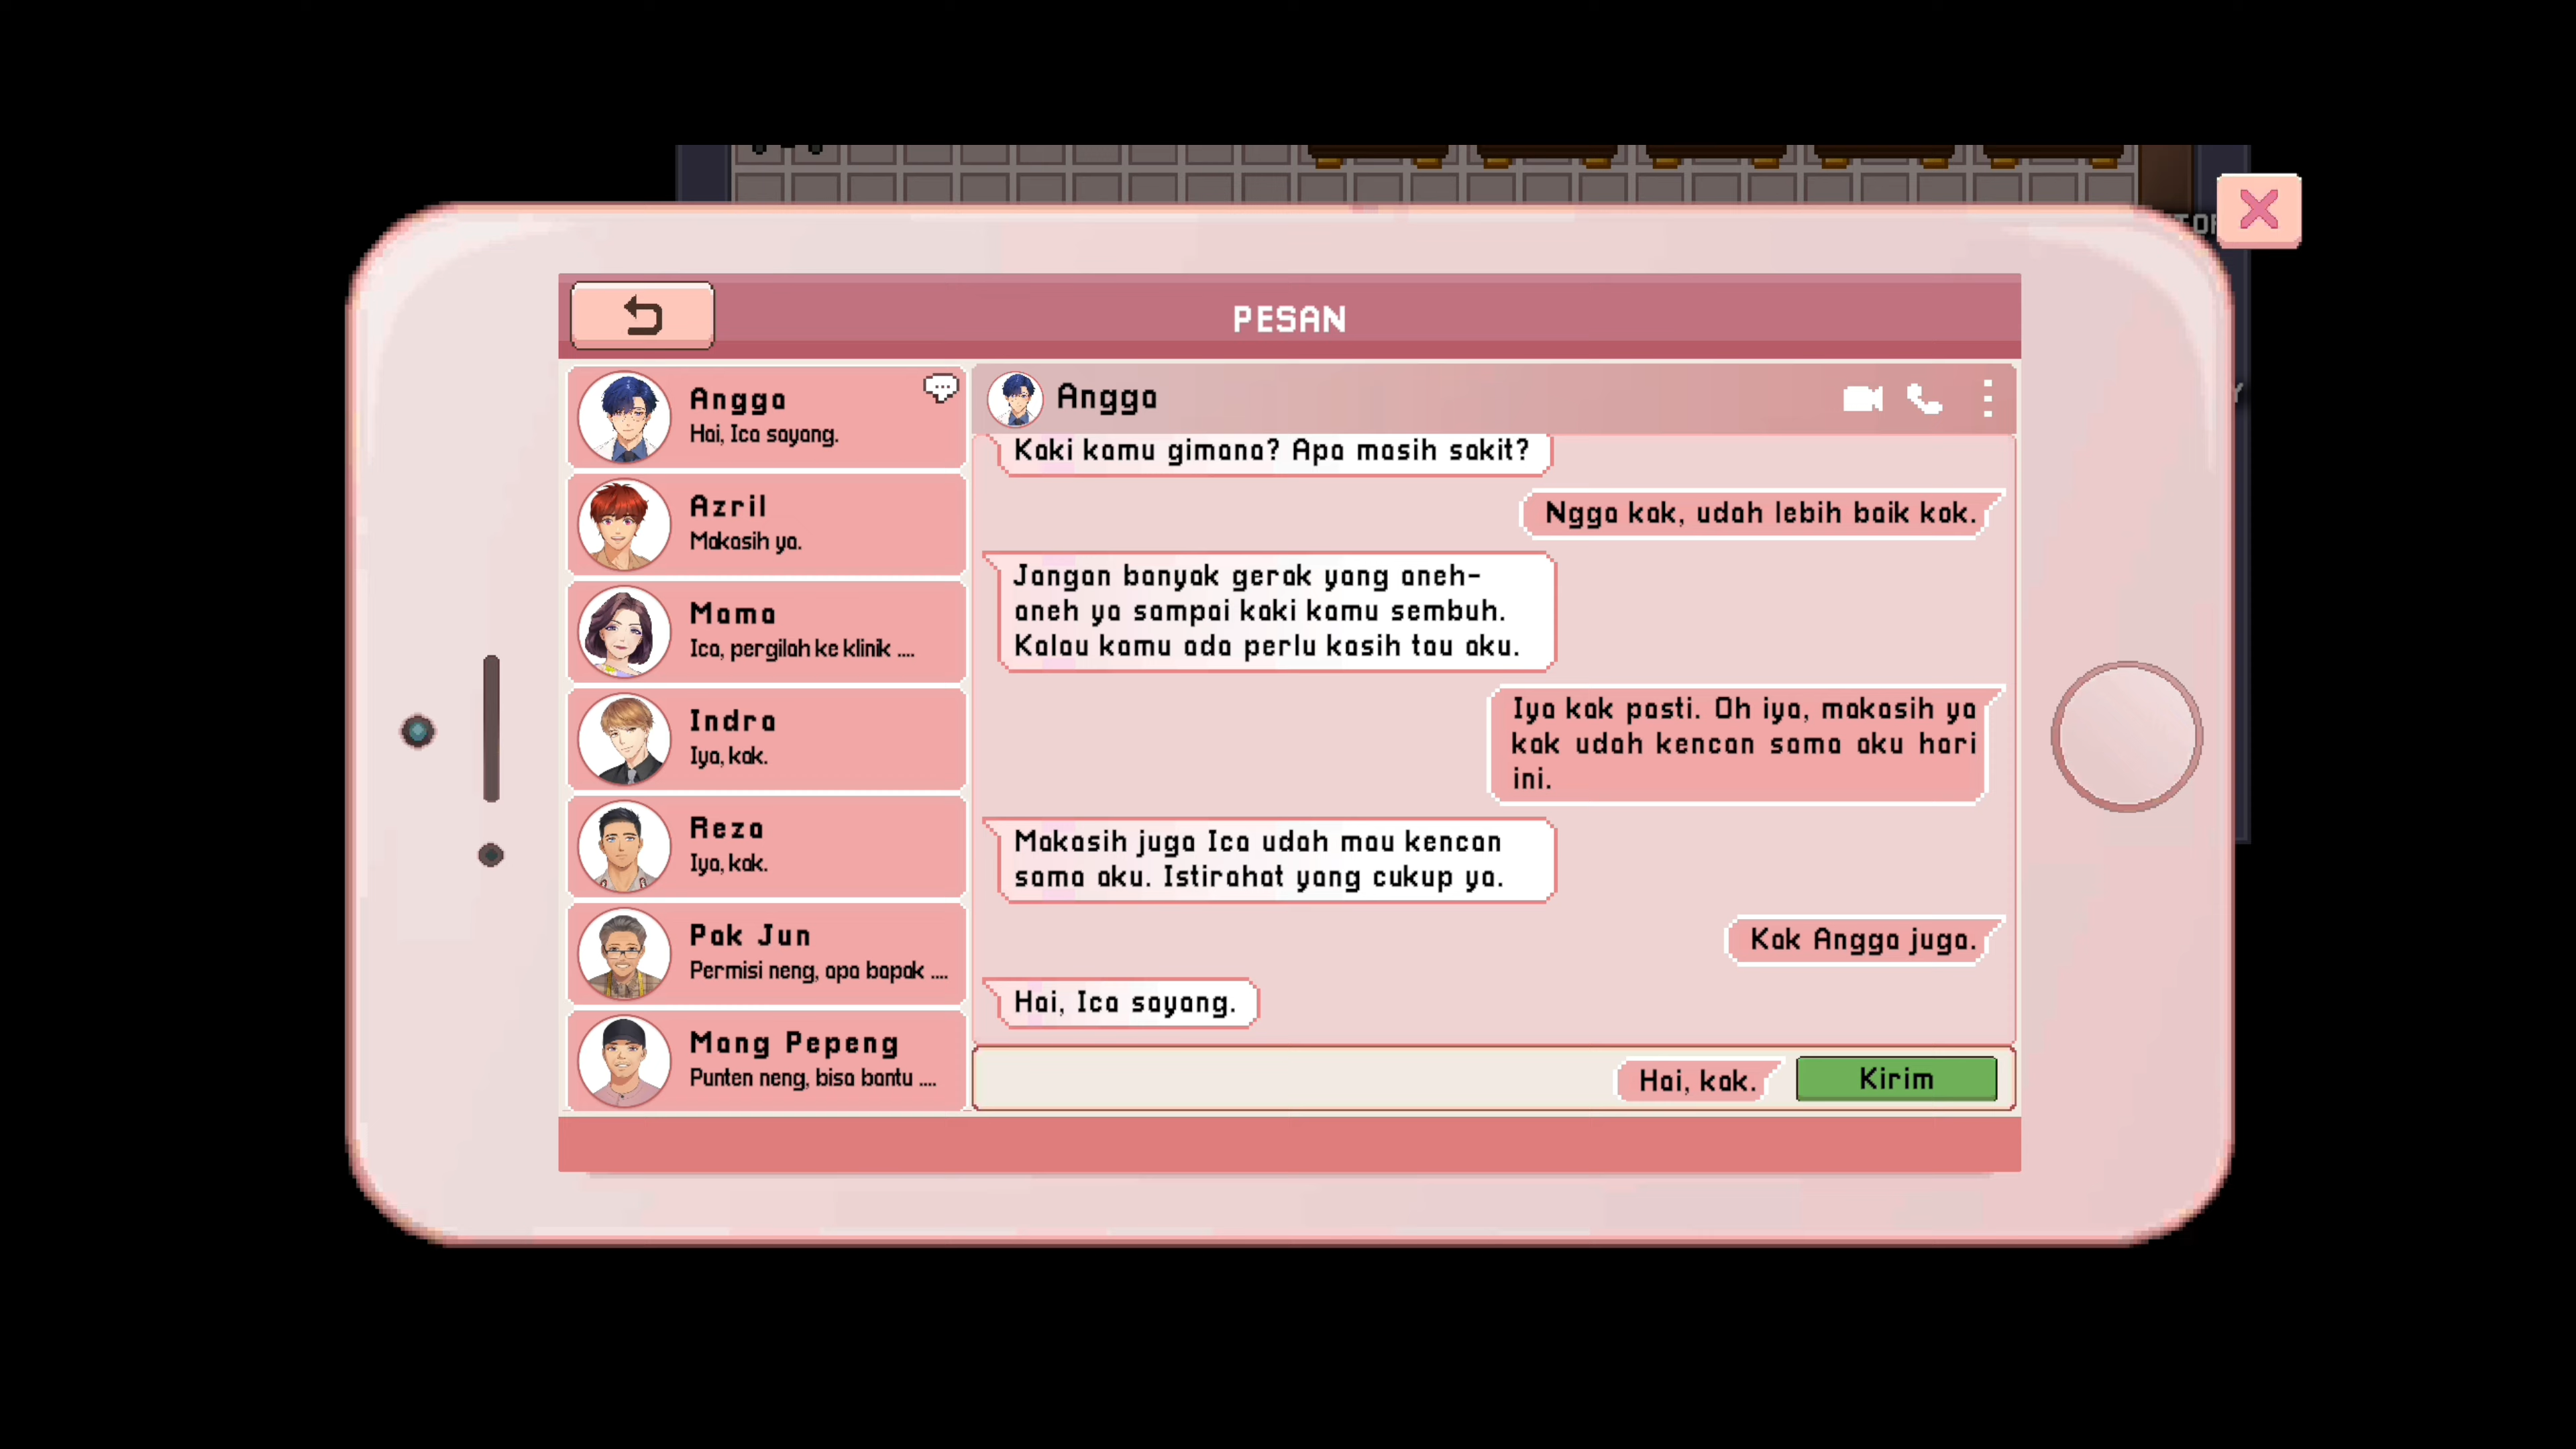 PESAN
Angga
Hai, Ica sayang.
Azril
Makasih ya.
Mama
Ica, pergilah ke klinik ....
Indra
Iya, kak.
Reza
Iya, kak.
Pak Jun
Permisi neng, apa bapak ....
Mang Pepeng
Punten neng, bisa bantu ....
Angga
Kaki kamu gimana? Apa masih sakit?
Ngga kak, udah lebih baik kok.
Jangan banyak gerak yang aneh-
aneh ya sampai kaki kamu sembuh.
Kalau kamu ada perlu kasih tau aku.
Iya kak pasti. Oh iya, makasih ya
kak udah kencan sama aku hari
ini.
Makasih juga Ica udah mau kencan
sama aku. Istirahat yang cukup ya.
Kak Angga juga.
Hai, Ica sayang.
Hai, kak.
Kirim